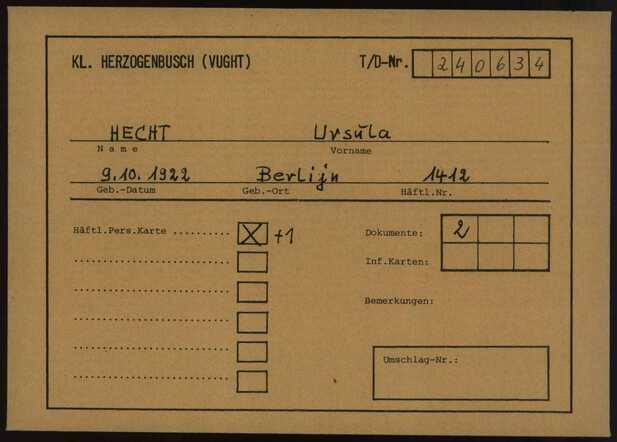 KL. HERZOGENBUSCH (VUGHT) T/D-Nr. 240634
HECHT Ursula
Name Vorname
9.10.1922 Berlijn 1412
Geb.-Datum Geb.-Ort Häftl.Nr.
Häftl.Pers.Karte .......... X +1
Dokumente: 2
Inf.Karten:
Bemerkungen:
Umschlag-Nr.: